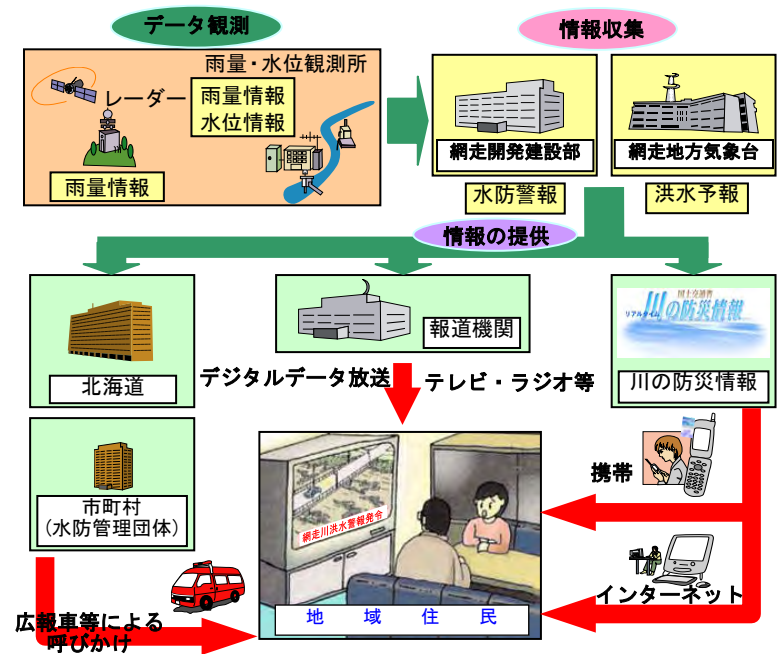 データ観測
情報収集
雨量・水位観測所
レーダー
雨量情報
水位情報
雨量情報
網走開発建設部
網走地方気象台
水防警報
洪水予報
情報の提供
北海道
報道機関
国土交通省
リアルタイム 川の防災情報
川の防災情報
デジタルデータ放送
テレビ・ラジオ等
市町村
(水防管理団体)
携帯
網走川洪水警報発令
インターネット
地域住民
広報車等による
呼びかけ